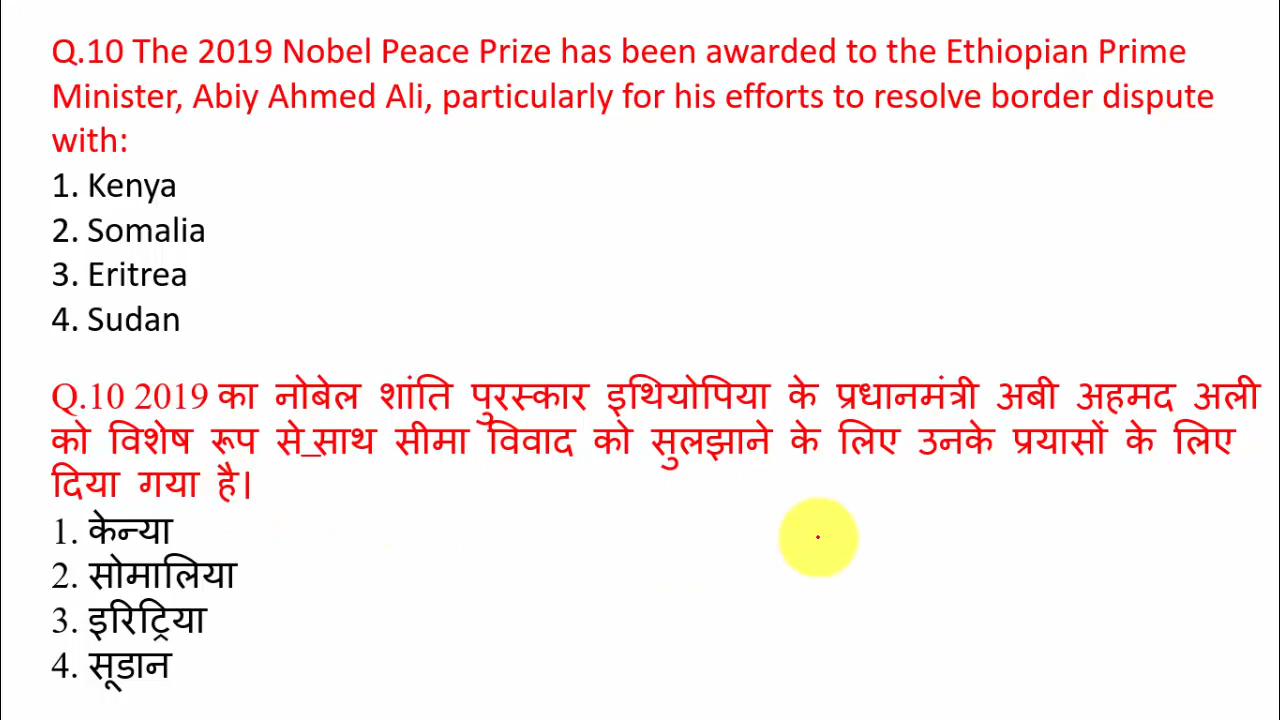 Q.10 The 2019 Nobel Peace Prize has been awarded to the Ethiopian Prime
Minister, Abiy Ahmed Ali, particularly for his efforts to resolve border dispute
with:
1. Kenya
2. Somalia
3. Eritrea
4. Sudan
Q.10 2019 का नोबेल शांति पुरस्कार इथियोपिया के प्रधानमंत्री अबी अहमद अली
को विशेष रूप से_साथ सीमा विवाद को सुलझाने के लिए उनके प्रयासों के लिए
दिया गया है।
1. केन्या
2. सोमालिया
3. इरिट्रिया
4. सूडान